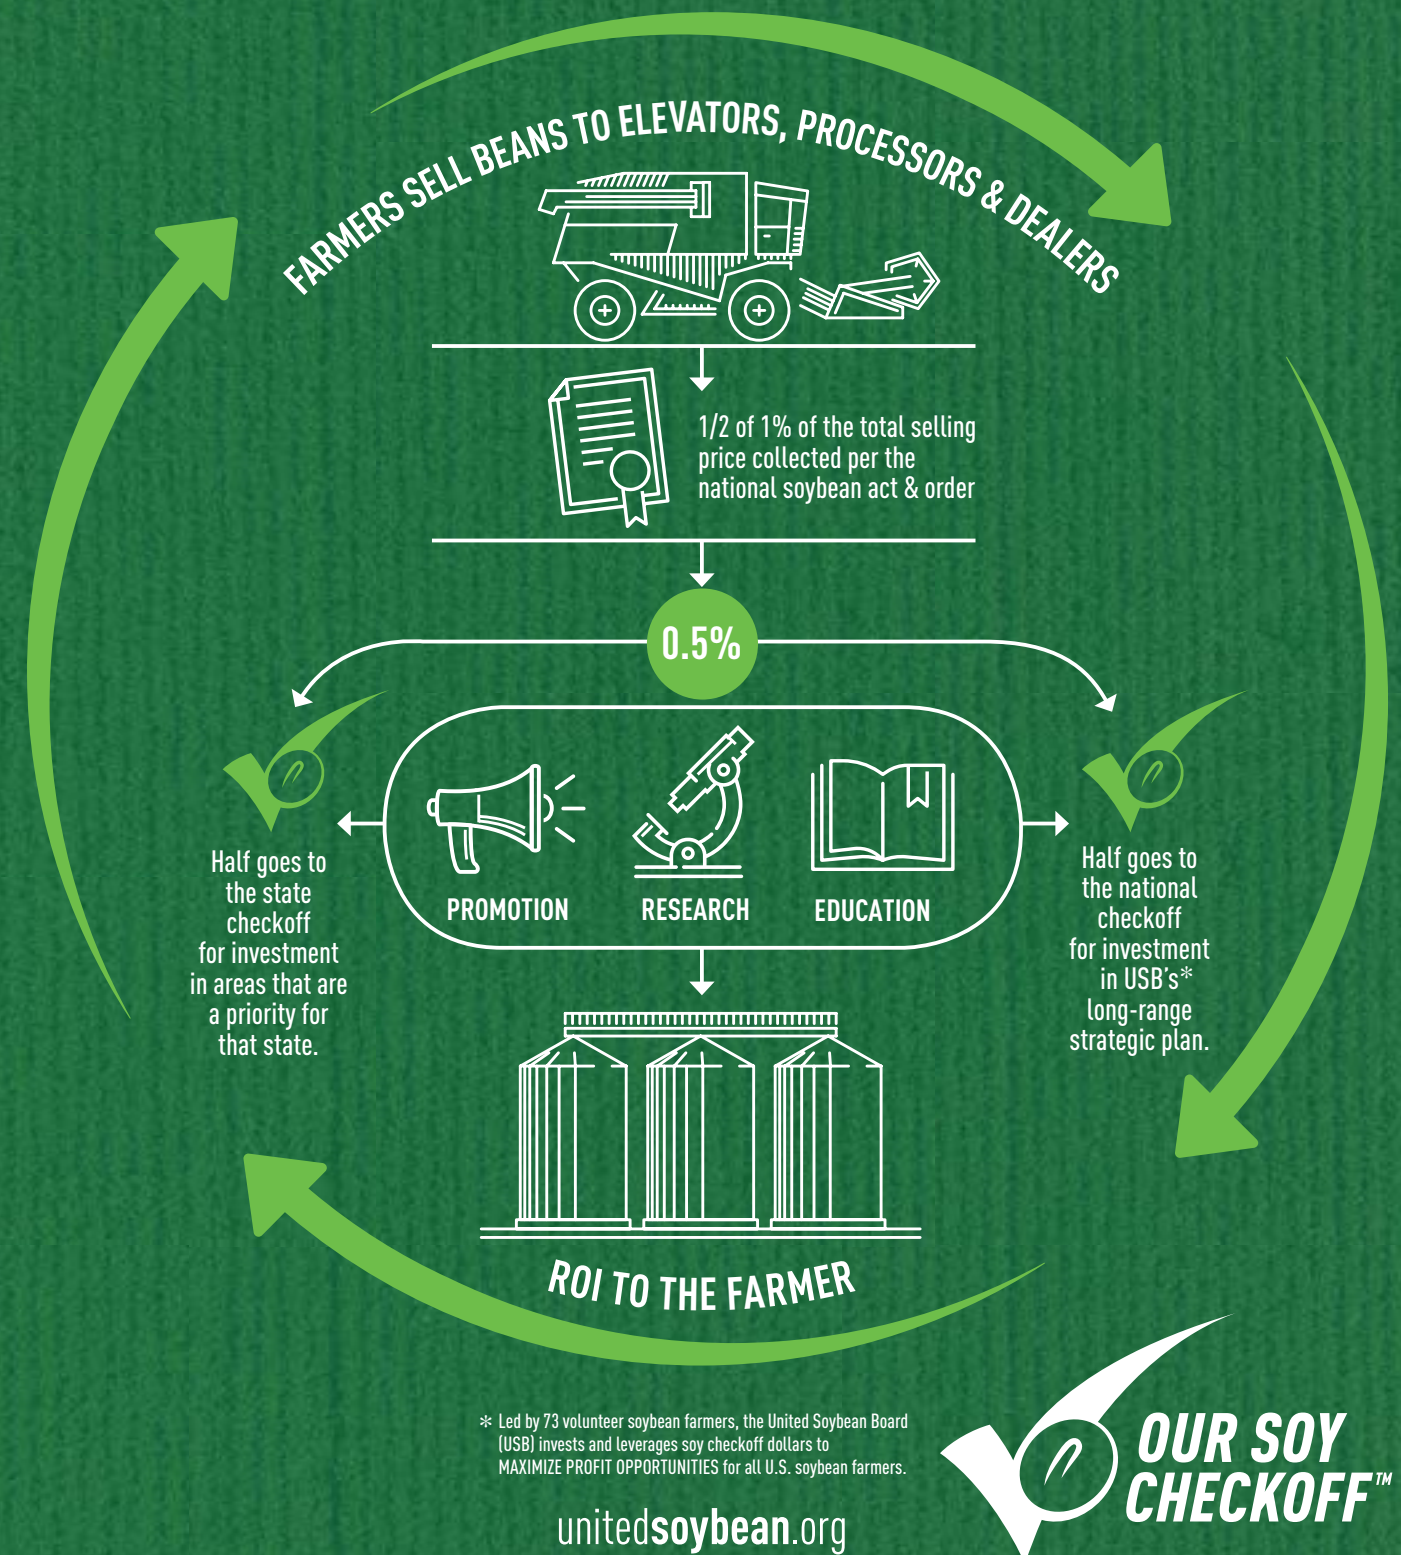 FARMERS SELL BEANS TO ELEVATORS, PROCESSORS & DEALERS
1/2 of 1% of the total selling
price collected per the
national soybean act & order
0.5%
Half goes to
the state
checkoff
for investment
in areas that are
a priority for
that state.
PROMOTION
RESEARCH
EDUCATION
Half goes to
the national
checkoff
for investment
in USB's*
long-range
strategic plan.
ROI TO THE FARMER
* Led by 73 volunteer soybean farmers, the United Soybean Board
(USB) invests and leverages soy checkoff dollars to
MAXIMIZE PROFIT OPPORTUNITIES for all U.S. soybean farmers.
unitedsoybean.org
OUR SOY
CHECKOFF™